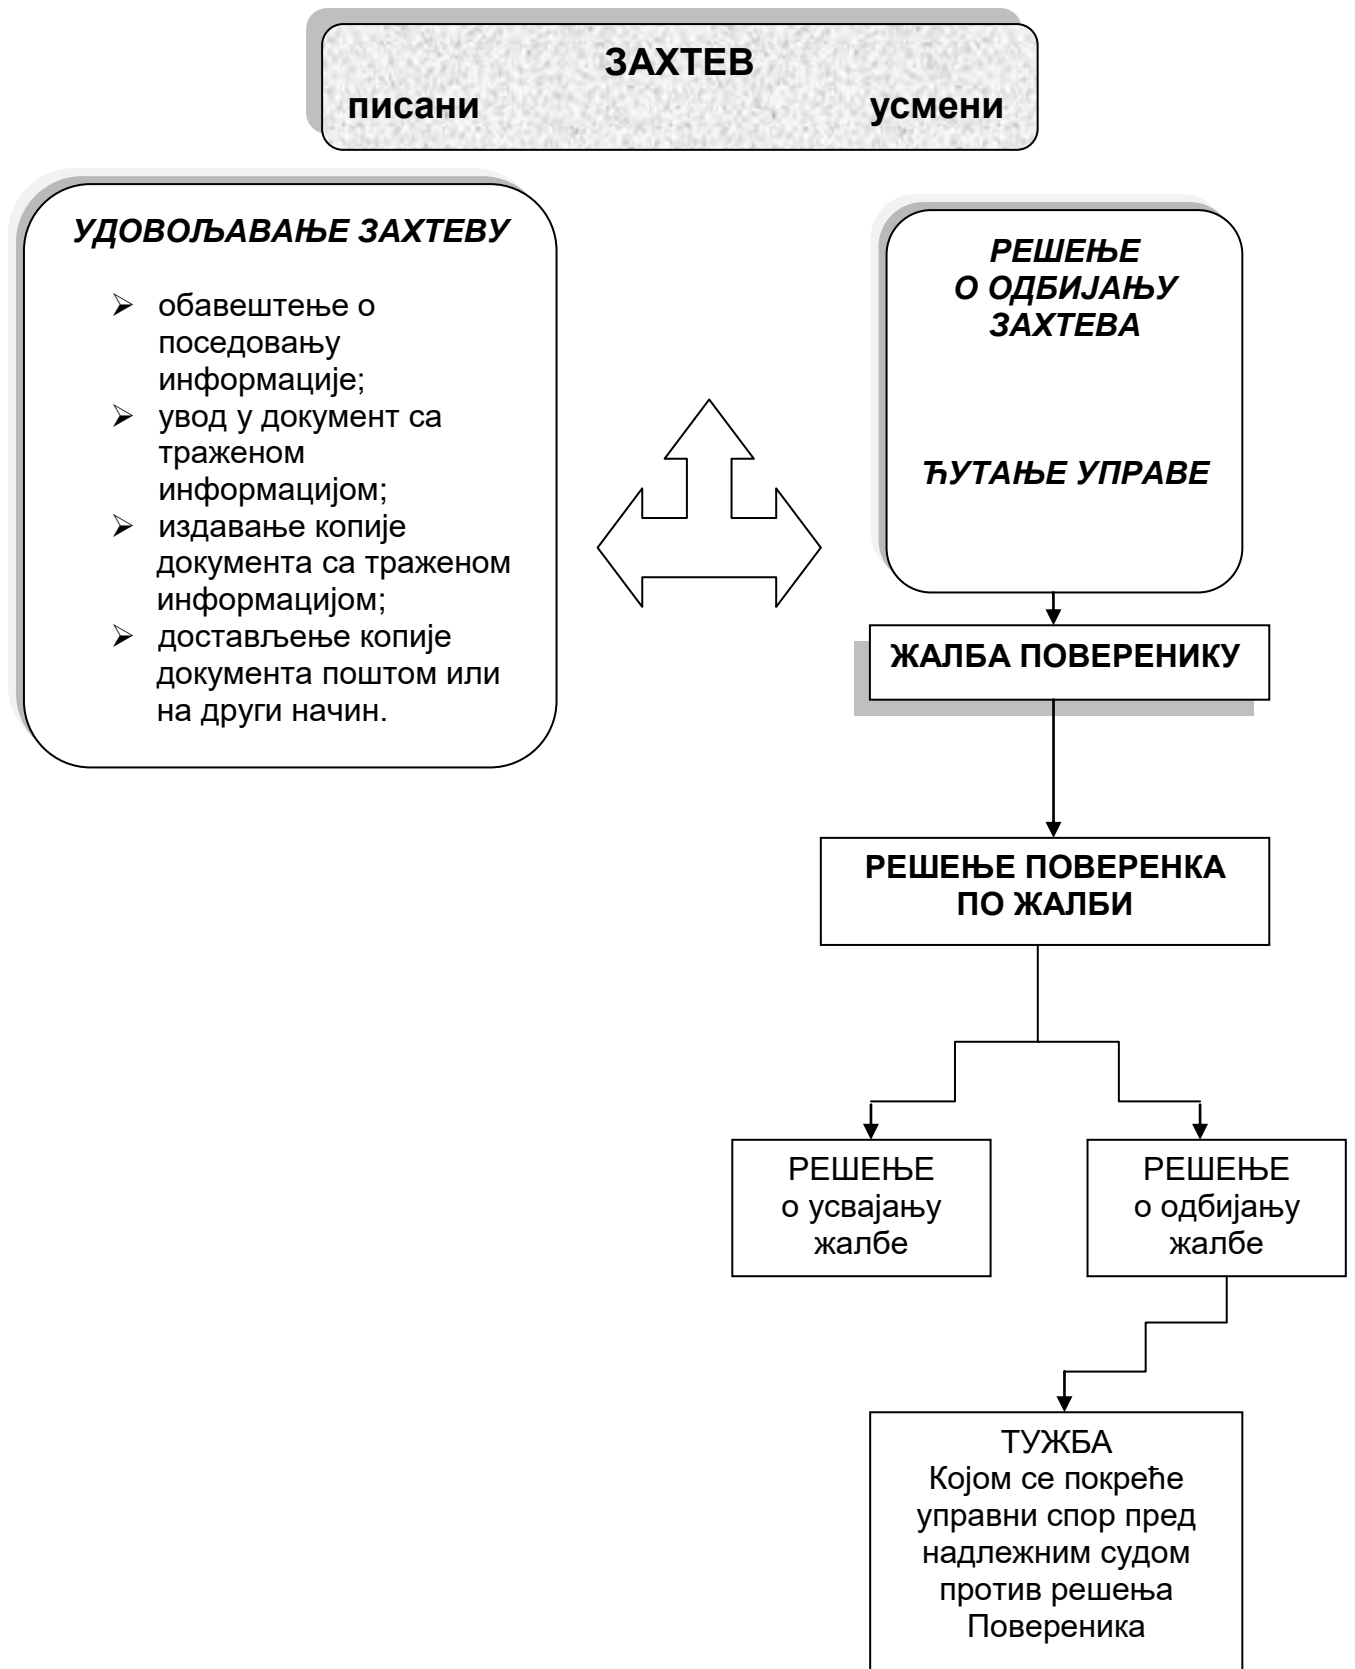 ЗАХТЕВ
писани усмени
УДОВОЉАВАЊЕ ЗАХТЕВУ
➢ обавештење о
поседовању
информације;
➢ увод у документ са
траженом
информацијом;
➢ издавање копије
документа са траженом
информацијом;
➢ достављење копије
документа поштом или
на други начин.
РЕШЕЊЕ
О ОДБИЈАЊУ
ЗАХТЕВА
ЋУТАЊЕ УПРАВЕ
ЖАЛБА ПОВЕРЕНИКУ
РЕШЕЊЕ ПОВЕРЕНКА
ПО ЖАЛБИ
РЕШЕЊЕ
о усвајању
жалбе
РЕШЕЊЕ
о одбијању
жалбе
ТУЖБА
Којом се покреће
управни спор пред
надлежним судом
против решења
Повереника